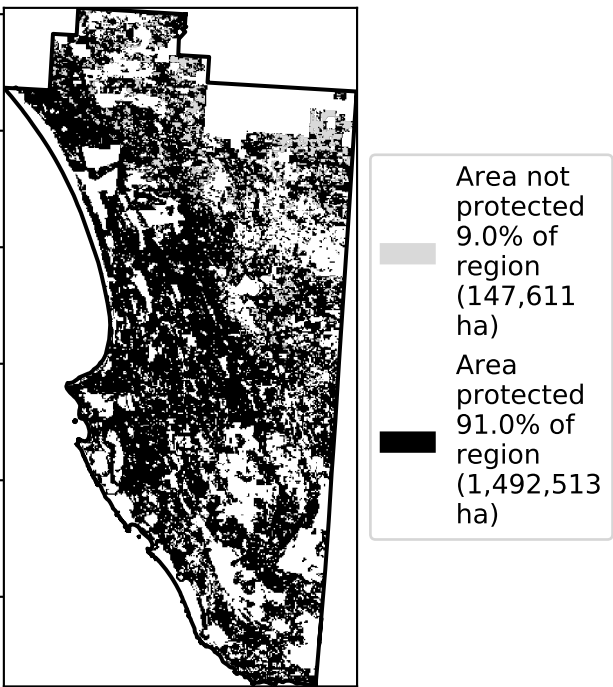 Area not
protected
9.0% of
region
(147,611
ha)
Area
protected
91.0% of
region
(1,492,513
ha)